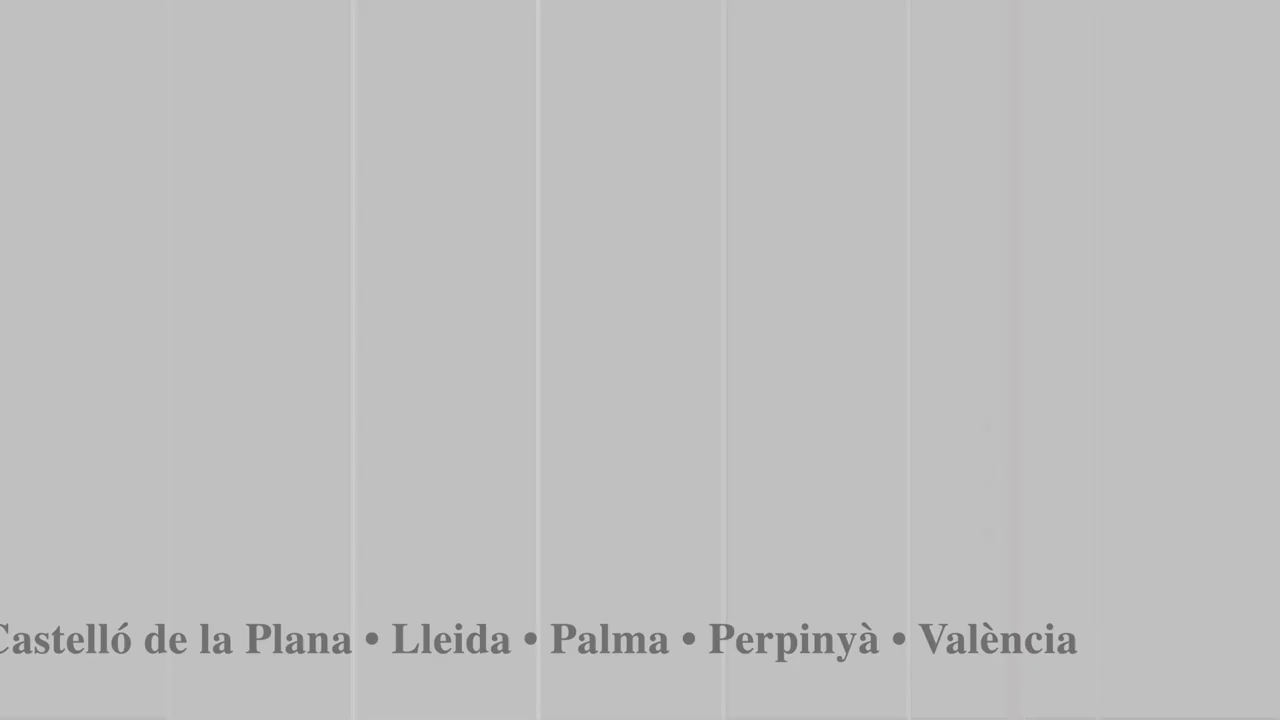 Castelló de la Plana • Lleida • Palma • Perpinyà • València